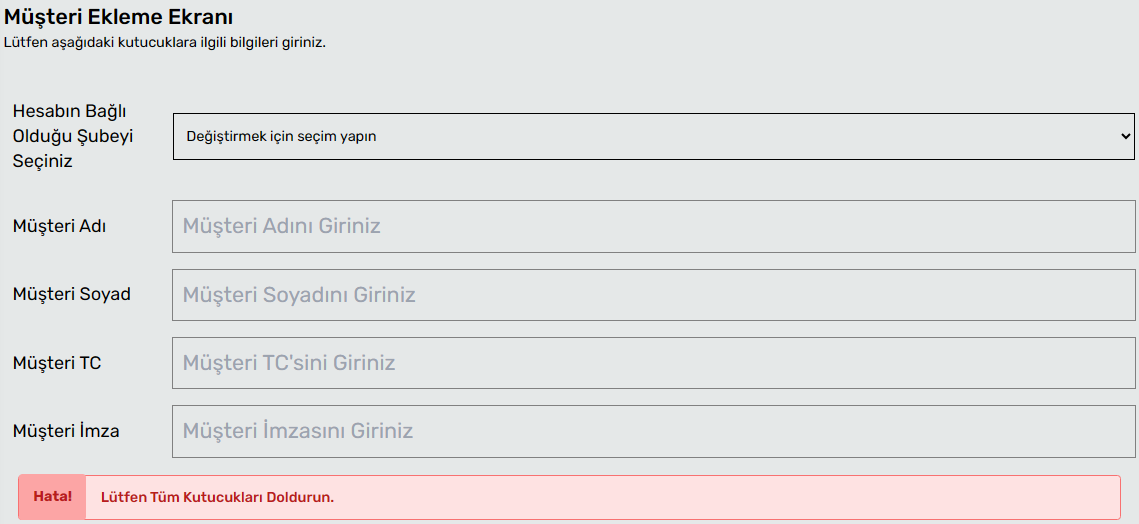 Müşteri Ekleme Ekranı
Lütfen aşağıdaki kutucuklara ilgili bilgileri giriniz.
Hesabın Bağlı
Olduğu Şubeyi
Seçiniz
Değiştirmek için seçim yapın
Müşteri Adı
Müşteri Adını Giriniz
Müşteri Soyad
Müşteri Soyadını Giriniz
Müşteri TC
Müşteri TC'sini Giriniz
Müşteri İmza
Müşteri İmzasını Giriniz
Hata!
Lütfen Tüm Kutucukları Doldurun.